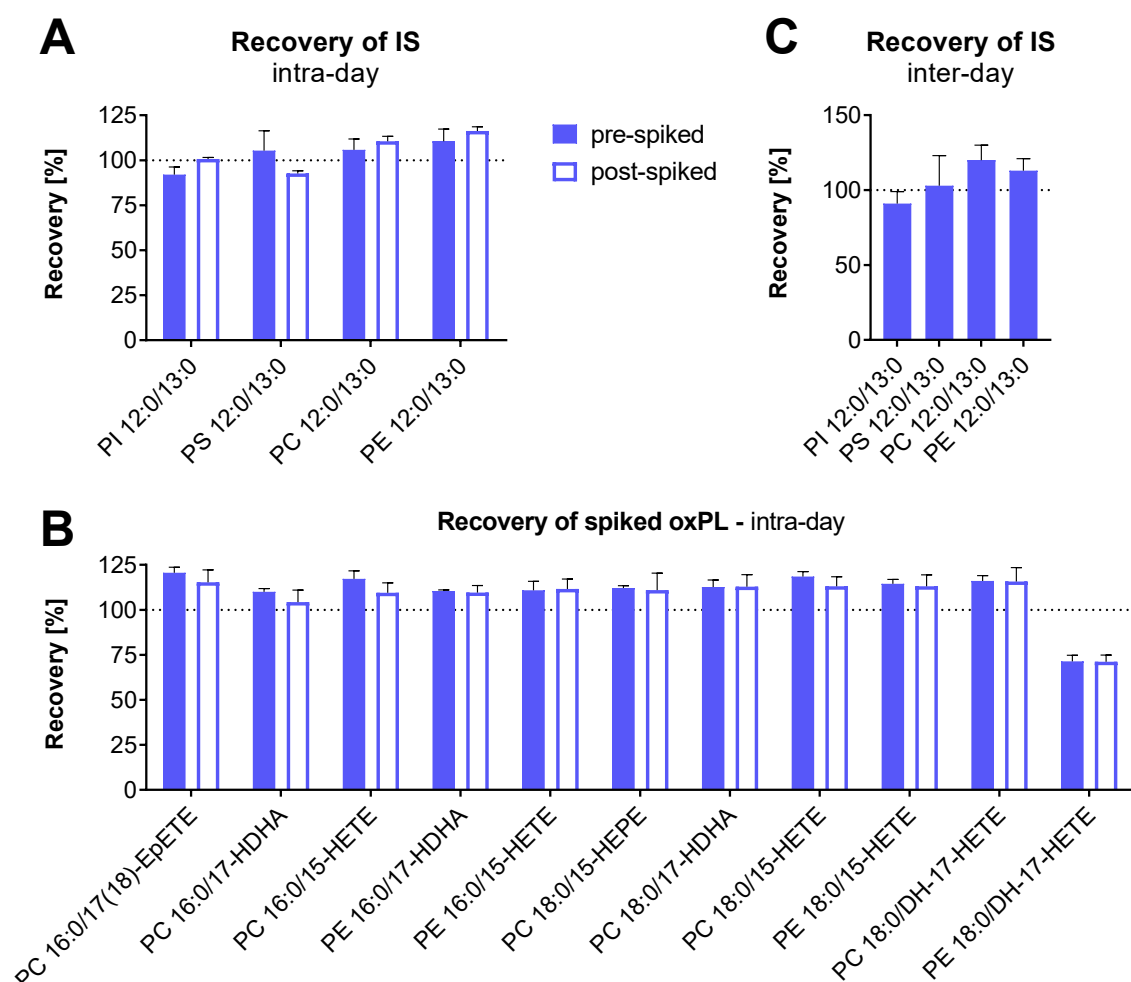 A
Recovery of IS
intra-day
Recovery [%]
125
100
75
50
25
0
PI 12:0/13:0
PS 12:0/13:0
PC 12:0/13:0
PE 12:0/13:0
pre-spiked
post-spiked
C
Recovery of IS
inter-day
Recovery [%]
150
100
50
0
PI 12:0/13:0
PS 12:0/13:0
PC 12:0/13:0
PE 12:0/13:0
B
Recovery of spiked oxPL - intra-day
Recovery [%]
125
100
75
50
25
0
PC 16:0/17(18)-EpETE
PC 16:0/17-HDHA
PC 16:0/15-HETE
PE 16:0/17-HDHA
PE 16:0/15-HETE
PC 18:0/15-HEPE
PC 18:0/17-HDHA
PC 18:0/15-HETE
PE 18:0/15-HETE
PC 18:0/DH-17-HETE
PE 18:0/DH-17-HETE